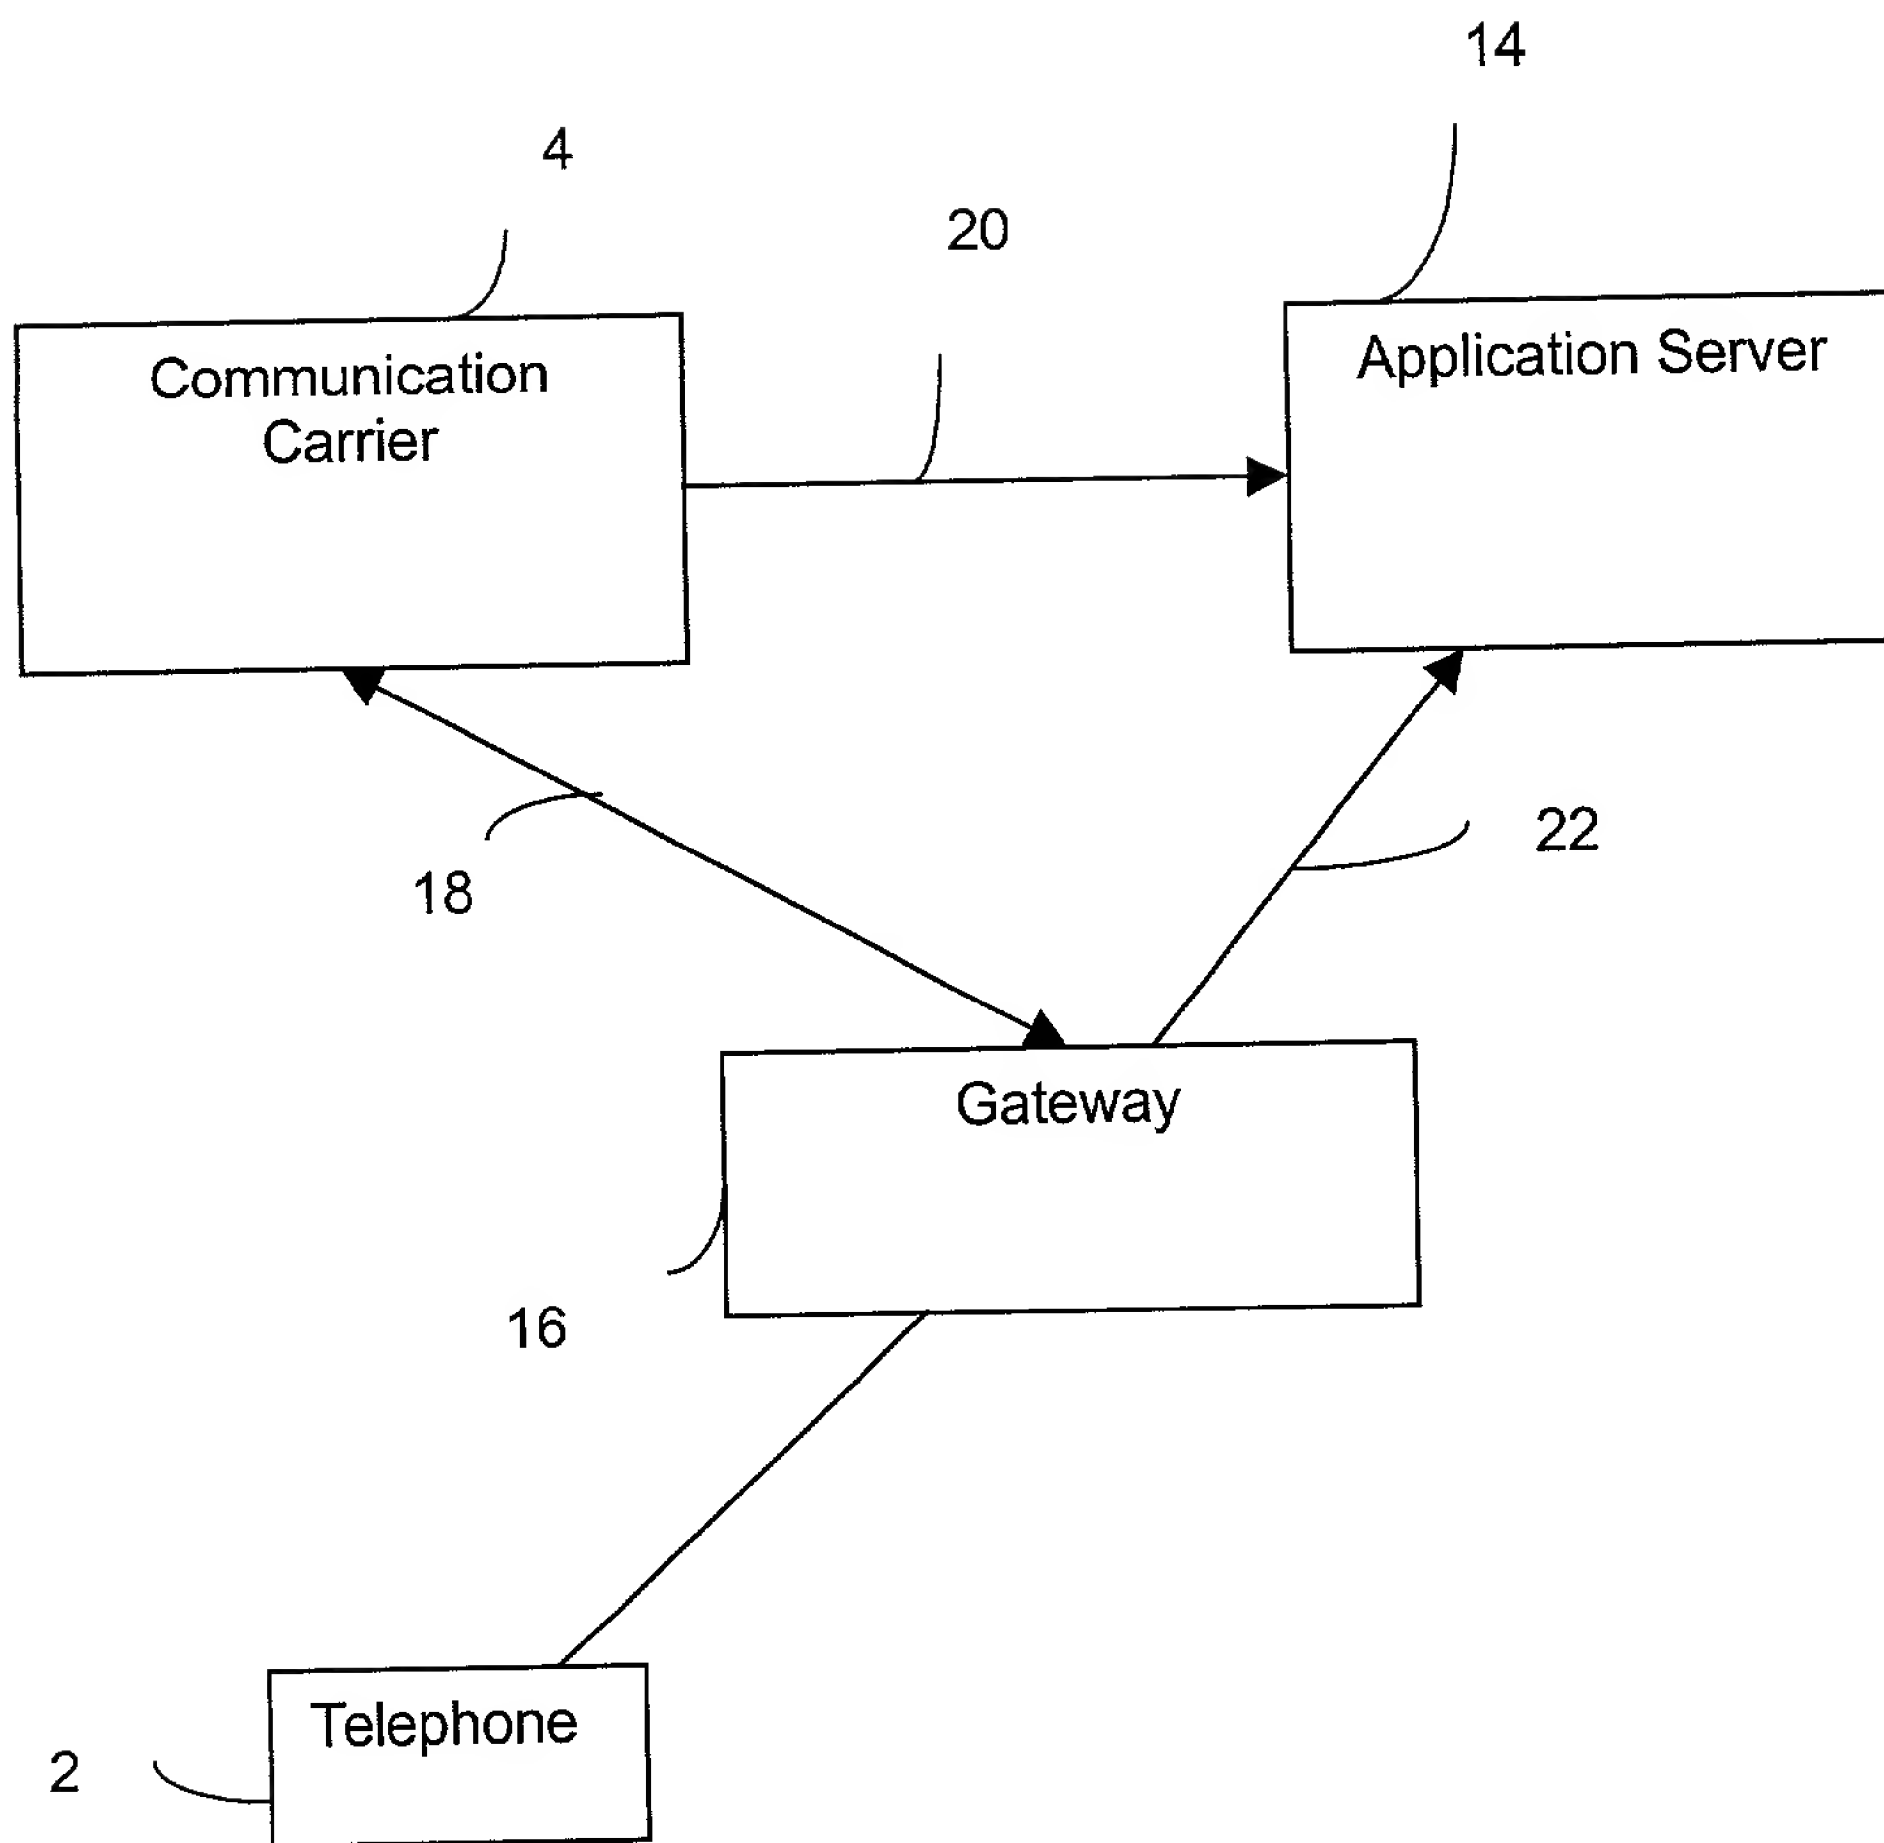 14
4
20
Communication
Carrier
Application Server
22
18
Gateway
16
Telephone
2